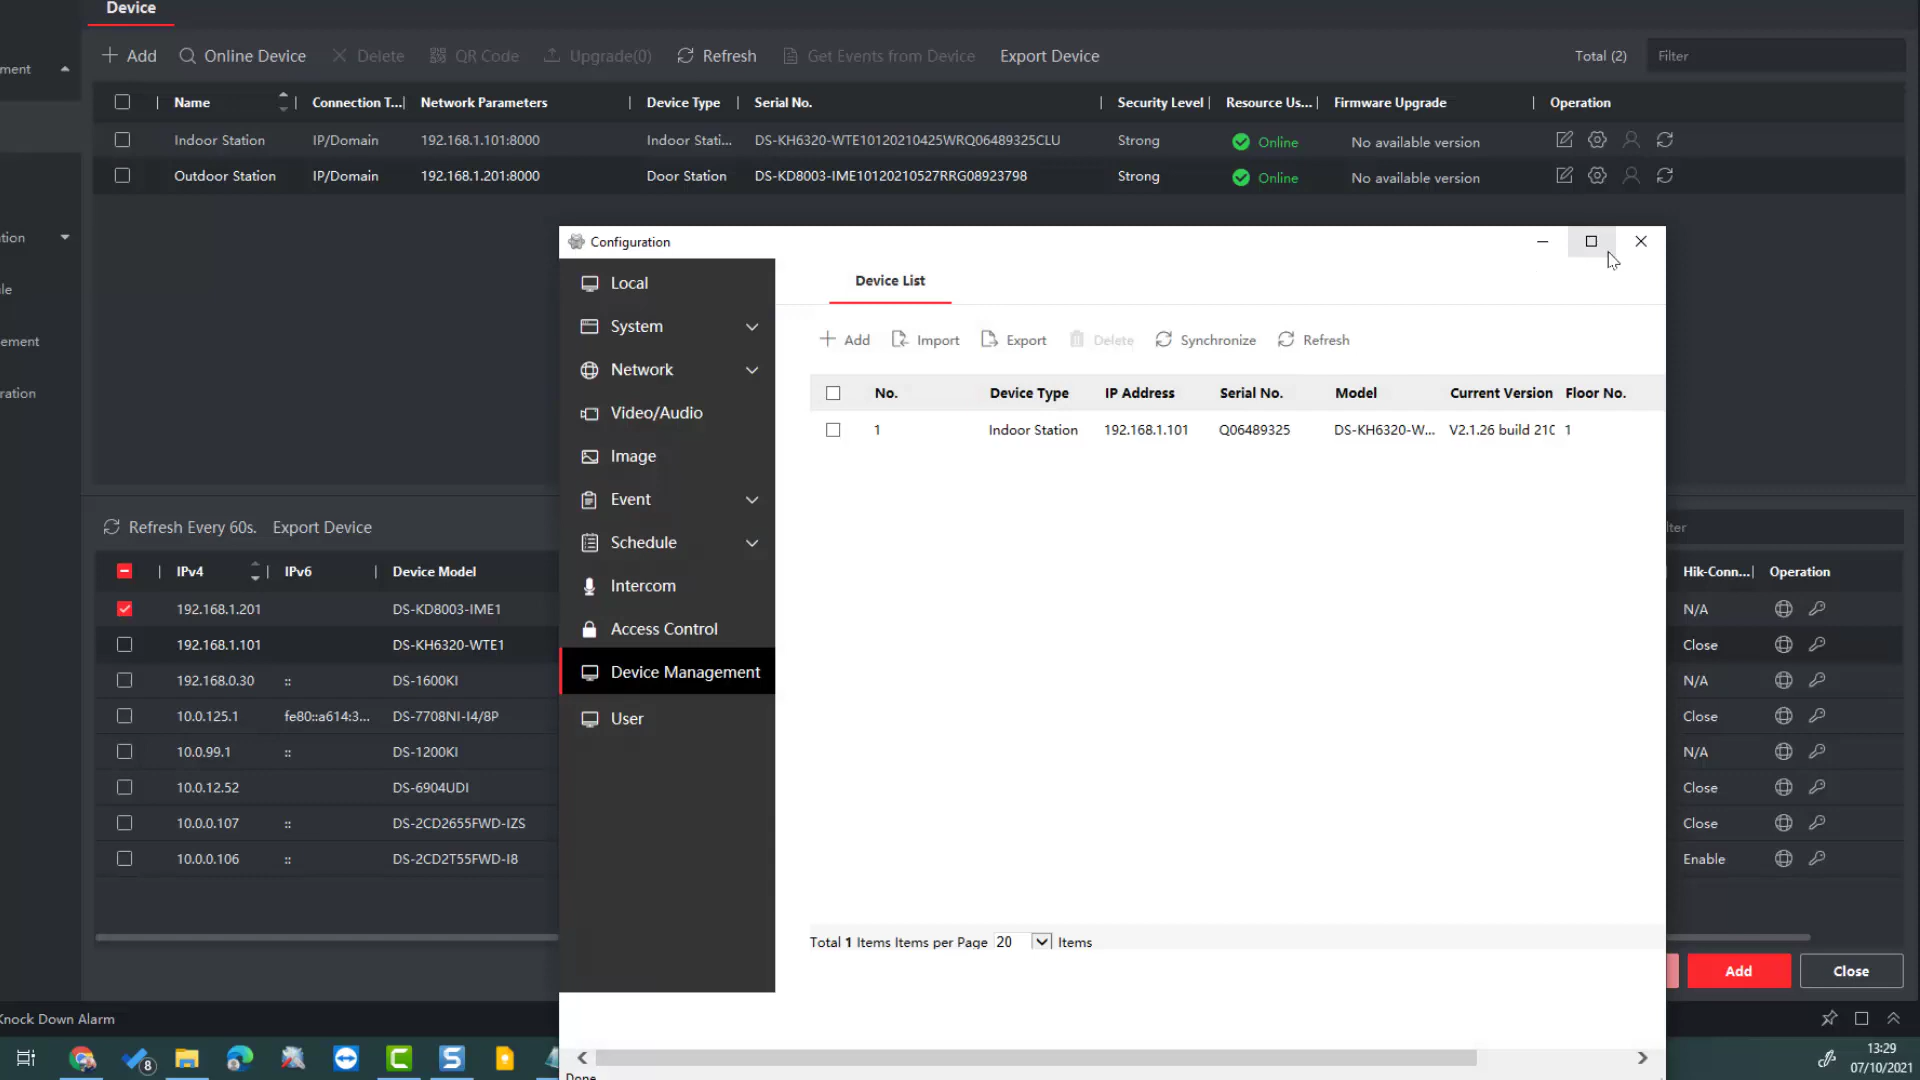 Device
Add Online Device Delete QR Code Upgrade(0) Refresh Get Events from Device Export Device Total (2) Filter
Name Connection T... Network Parameters Device Type Serial No. Security Level Resource Us... Firmware Upgrade Operation
Indoor Station IP/Domain 192.168.1.101:8000 Indoor Stati... DS-KH6320-WTE10120210425WRQ06489325CLU Strong Online No available version
Outdoor Station IP/Domain 192.168.1.201:8000 Door Station DS-KD8003-IME10120210527RRG08923798 Strong Online No available version
ment
tion
le
ement
ration
Configuration
Local
System
Network
Video/Audio
Image
Event
Schedule
Intercom
Access Control
Device Management
User
Device List
Add Import Export Delete Synchronize Refresh
No. Device Type IP Address Serial No. Model Current Version Floor No.
1 Indoor Station 192.168.1.101 Q06489325 DS-KH6320-W... V2.1.26 build 210 1
Total 1 Items Items per Page 20 Items
Done
Refresh Every 60s. Export Device lter
IPv4 IPv6 Device Model Hik-Conn... Operation
192.168.1.201 DS-KD8003-IME1 N/A
192.168.1.101 DS-KH6320-WTE1 Close
192.168.0.30 :: DS-1600KI N/A
10.0.125.1 fe80::a614:3... DS-7708NI-I4/8P Close
10.0.99.1 :: DS-1200KI N/A
10.0.12.52 DS-6904UDI Close
10.0.0.107 :: DS-2CD2655FWD-IZS Close
10.0.0.106 :: DS-2CD2T55FWD-I8 Enable
Add Close
Knock Down Alarm
8
13:29
07/10/2021